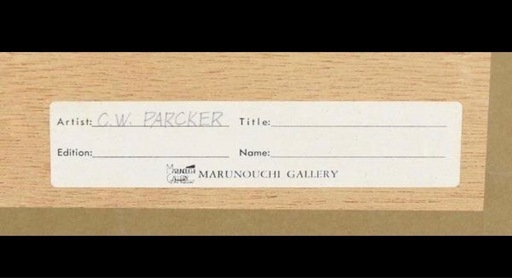 Artist: C.W. PARCKER Title:
Edition: Name:
MARUNOUCHI GALLERY